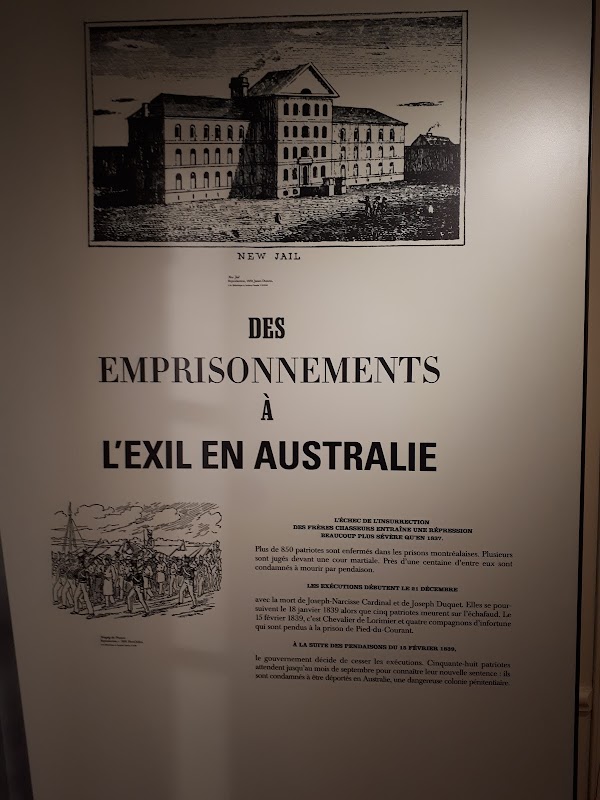 NEW JAIL
DES
EMPRISONNEMENTS
À
L'EXIL EN AUSTRALIE
L'ÉCHEC DE L'INSURRECTION
DES FRÈRES CHASSEURS ENTRAÎNE UNE RÉPRESSION
BEAUCOUP PLUS SÉVÈRE QU'EN 1837.
Plus de 850 patriotes sont enfermés dans les prisons montréalaises. Plusieurs
sont jugés devant une cour martiale. Près d'une centaine d'entre eux sont
condamnés à mourir par pendaison.
LES EXÉCUTIONS DÉBUTENT LE 21 DÉCEMBRE
avec la mort de Joseph-Narcisse Cardinal et de Joseph Duquet. Elles se pour-
suivent le 18 janvier 1839 alors que cinq patriotes meurent sur l'échafaud. Le
15 février 1839, c'est Chevalier de Lorimier et quatre compagnons d'infortune
qui sont pendus à la prison de Pied-du-Courant.
À LA SUITE DES PENDAISONS DU 15 FÉVRIER 1839,
le gouvernement décide de cesser les exécutions. Cinquante-huit patriotes
attendent jusqu'au mois de septembre pour connaître leur nouvelle sentence : ils
sont condamnés à être déportés en Australie, une dangereuse colonie pénitentiaire.